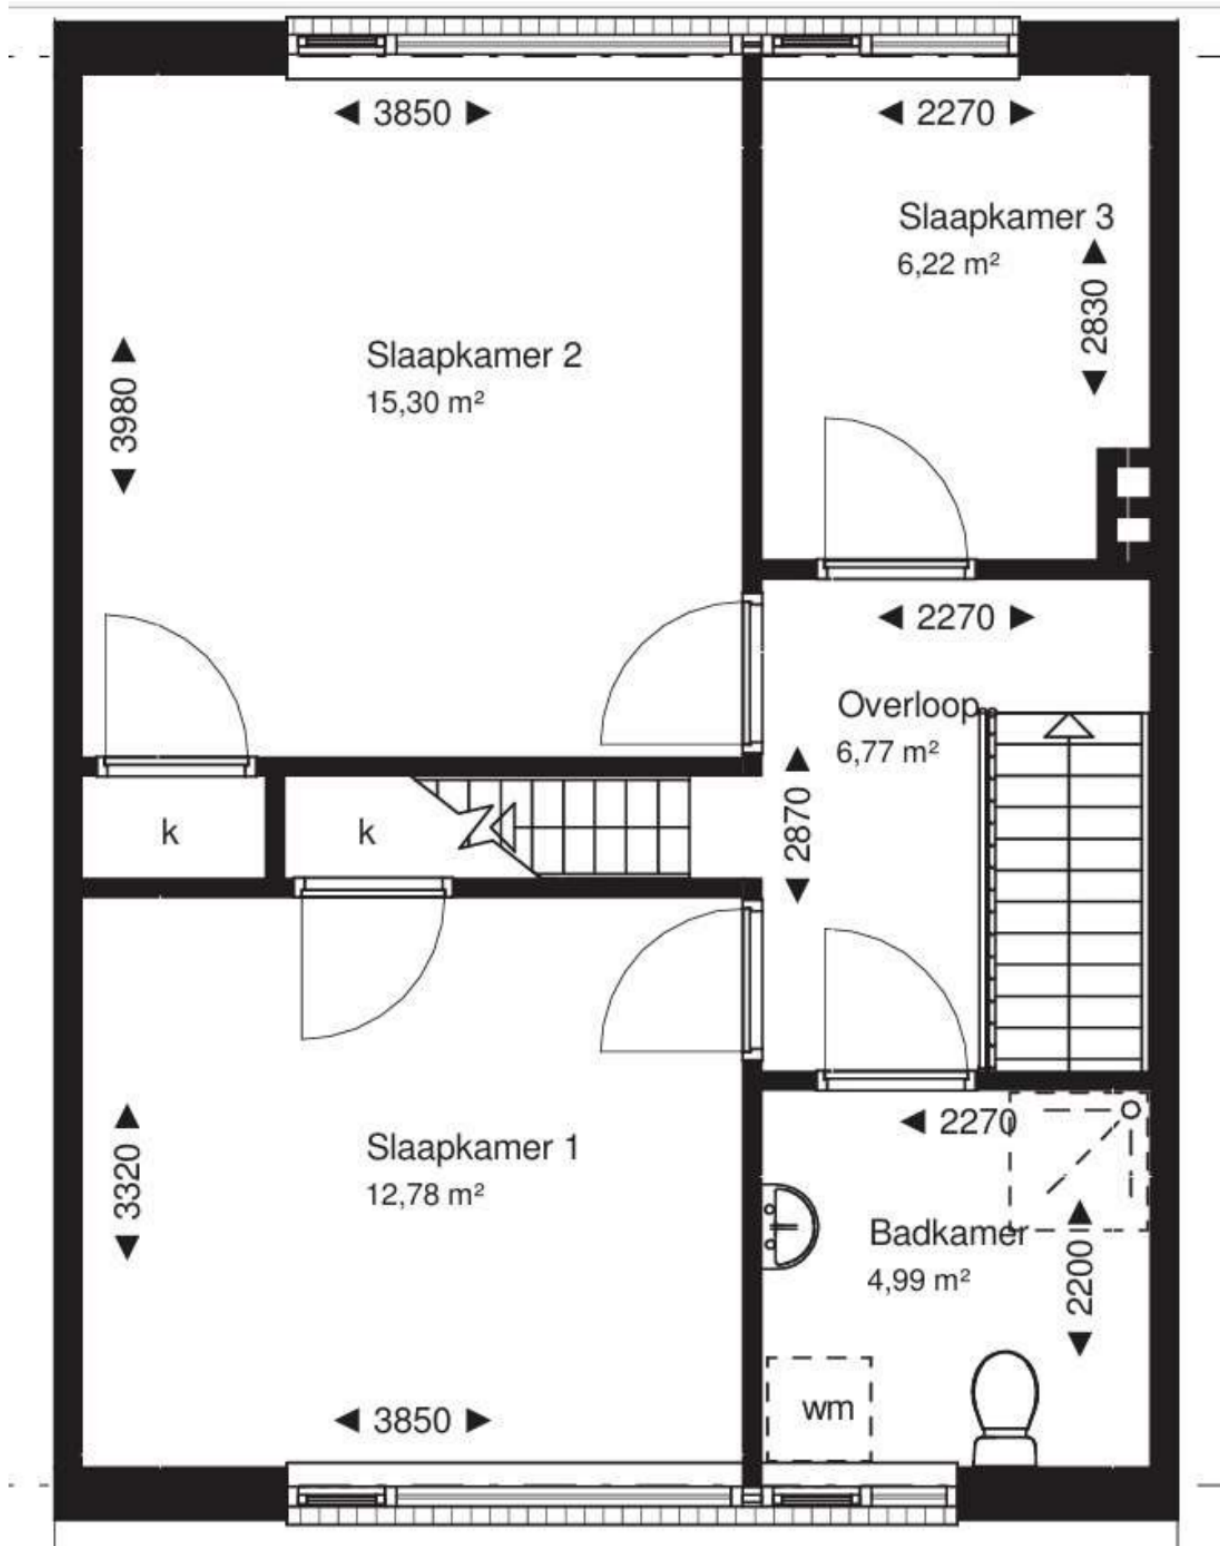 3850
2270
Slaapkamer 3
6,22 m²
2830
Slaapkamer 2
15,30 m²
3980
2270
Overloop
6,77 m²
2870
k
k
2270
Slaapkamer 1
12,78 m²
3320
Badkamer
4,99 m²
2200
wm
3850